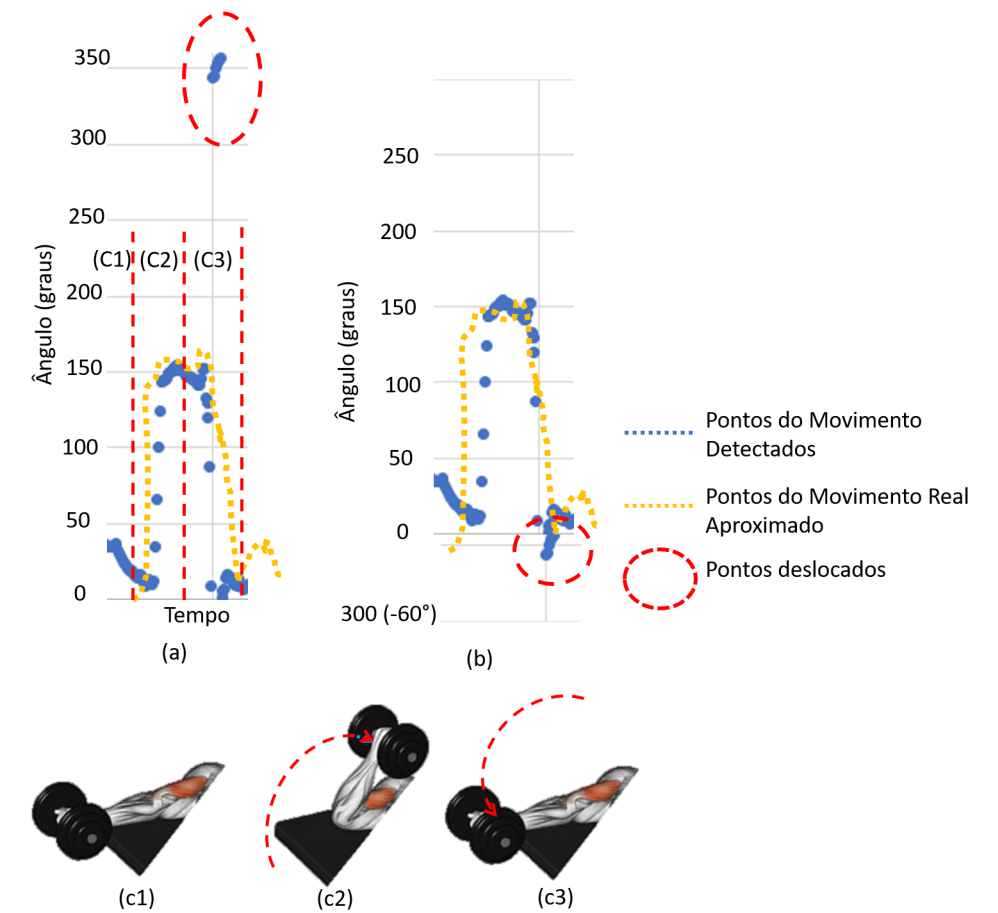 350
300
250
(C1) (C2) (C3)
200
150
100
50
0
Ângulo (graus)
Tempo
(a)
250
200
150
100
50
0
300 (-60°)
Ângulo (graus)
(b)
Pontos do Movimento
Detectados
Pontos do Movimento Real
Aproximado
Pontos deslocados
(c1)
(c2)
(c3)